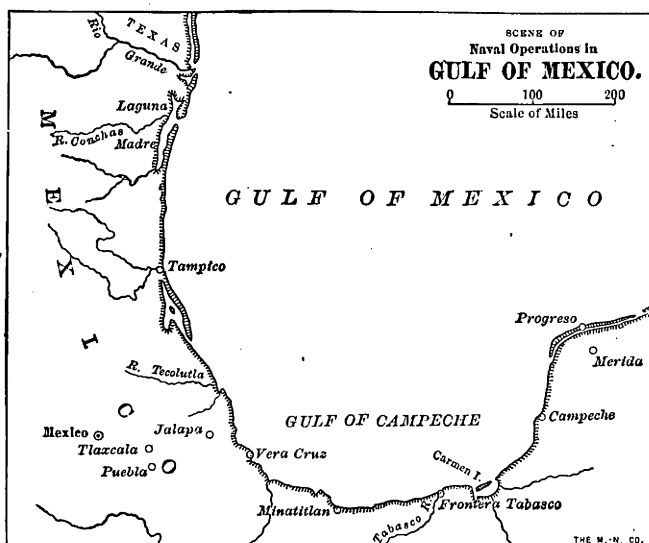 SCENE OF
Naval Operations in
GULF OF MEXICO.
0 100 200
Scale of Miles
TEXAS
Rio
Grande
Laguna
R. Conchas
Madre
MEXICO
GULF OF MEXICO
Tampico
Progreso
Merida
R. Tecolutla
Campeche
GULF OF CAMPECHE
Mexico
Jalapa
Tlaxcala
Vera Cruz
Puebla
Carmen I.
Minatitlan
Frontera Tabasco
Tabasco R.
THE M.-N. CO.